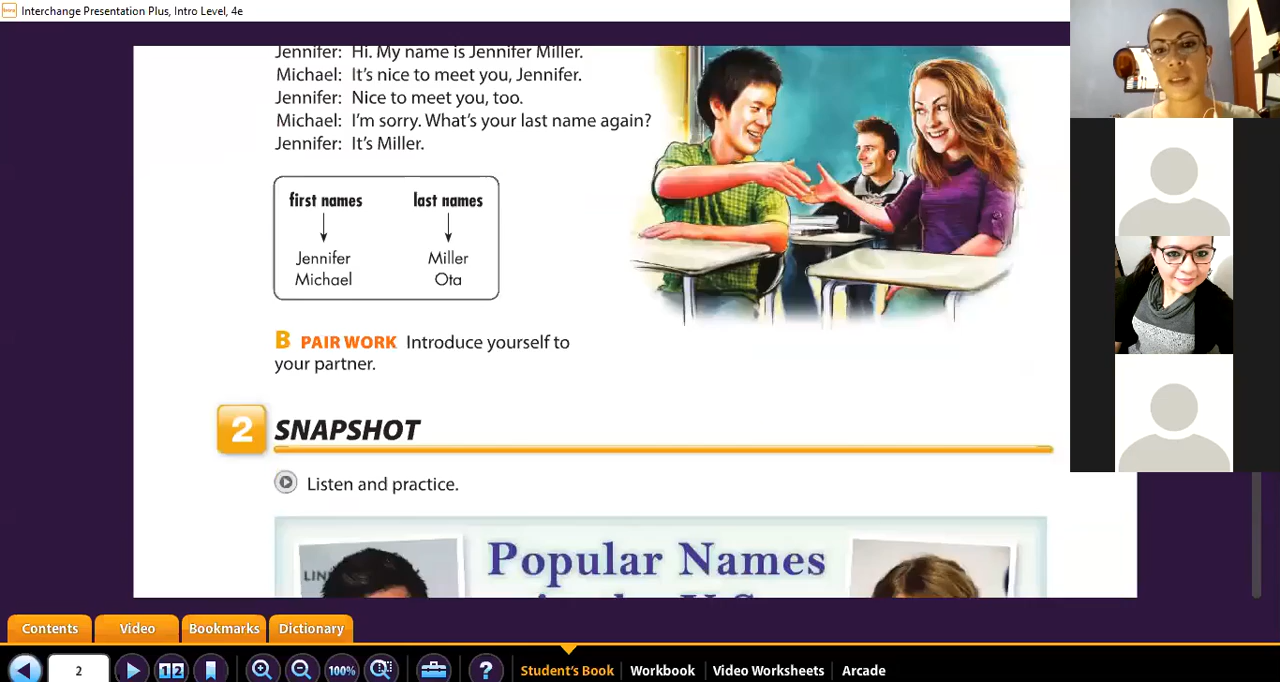 Interchange Presentation Plus, Intro Level, 4e
Jennifer: Hi. My name is Jennifer Miller.
Michael: It's nice to meet you, Jennifer.
Jennifer: Nice to meet you, too.
Michael: I'm sorry. What's your last name again?
Jennifer: It's Miller.
first names last names
Jennifer Miller
Michael Ota
B PAIR WORK Introduce yourself to
your partner.
2 SNAPSHOT
Listen and practice.
Popular Names
Contents Video Bookmarks Dictionary
2 12 100% ? Student's Book Workbook Video Worksheets Arcade